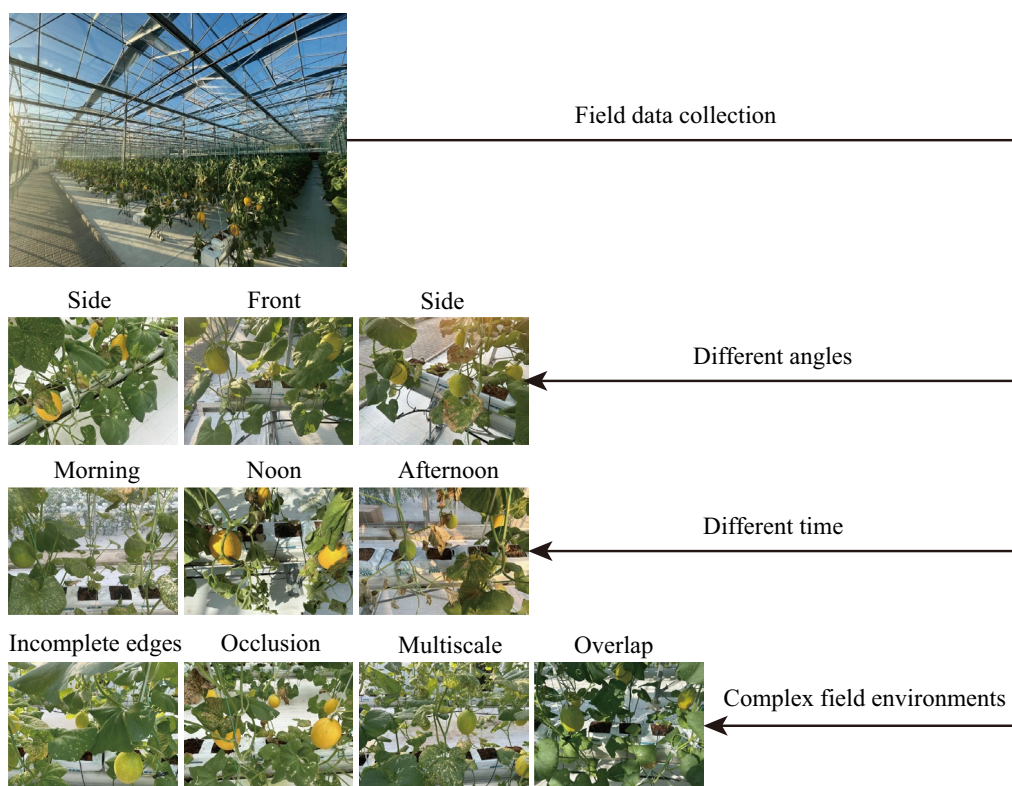 Field data collection
Side
Front
Side
Different angles
Morning
Noon
Afternoon
Different time
Incomplete edges
Occlusion
Multiscale
Overlap
Complex field environments